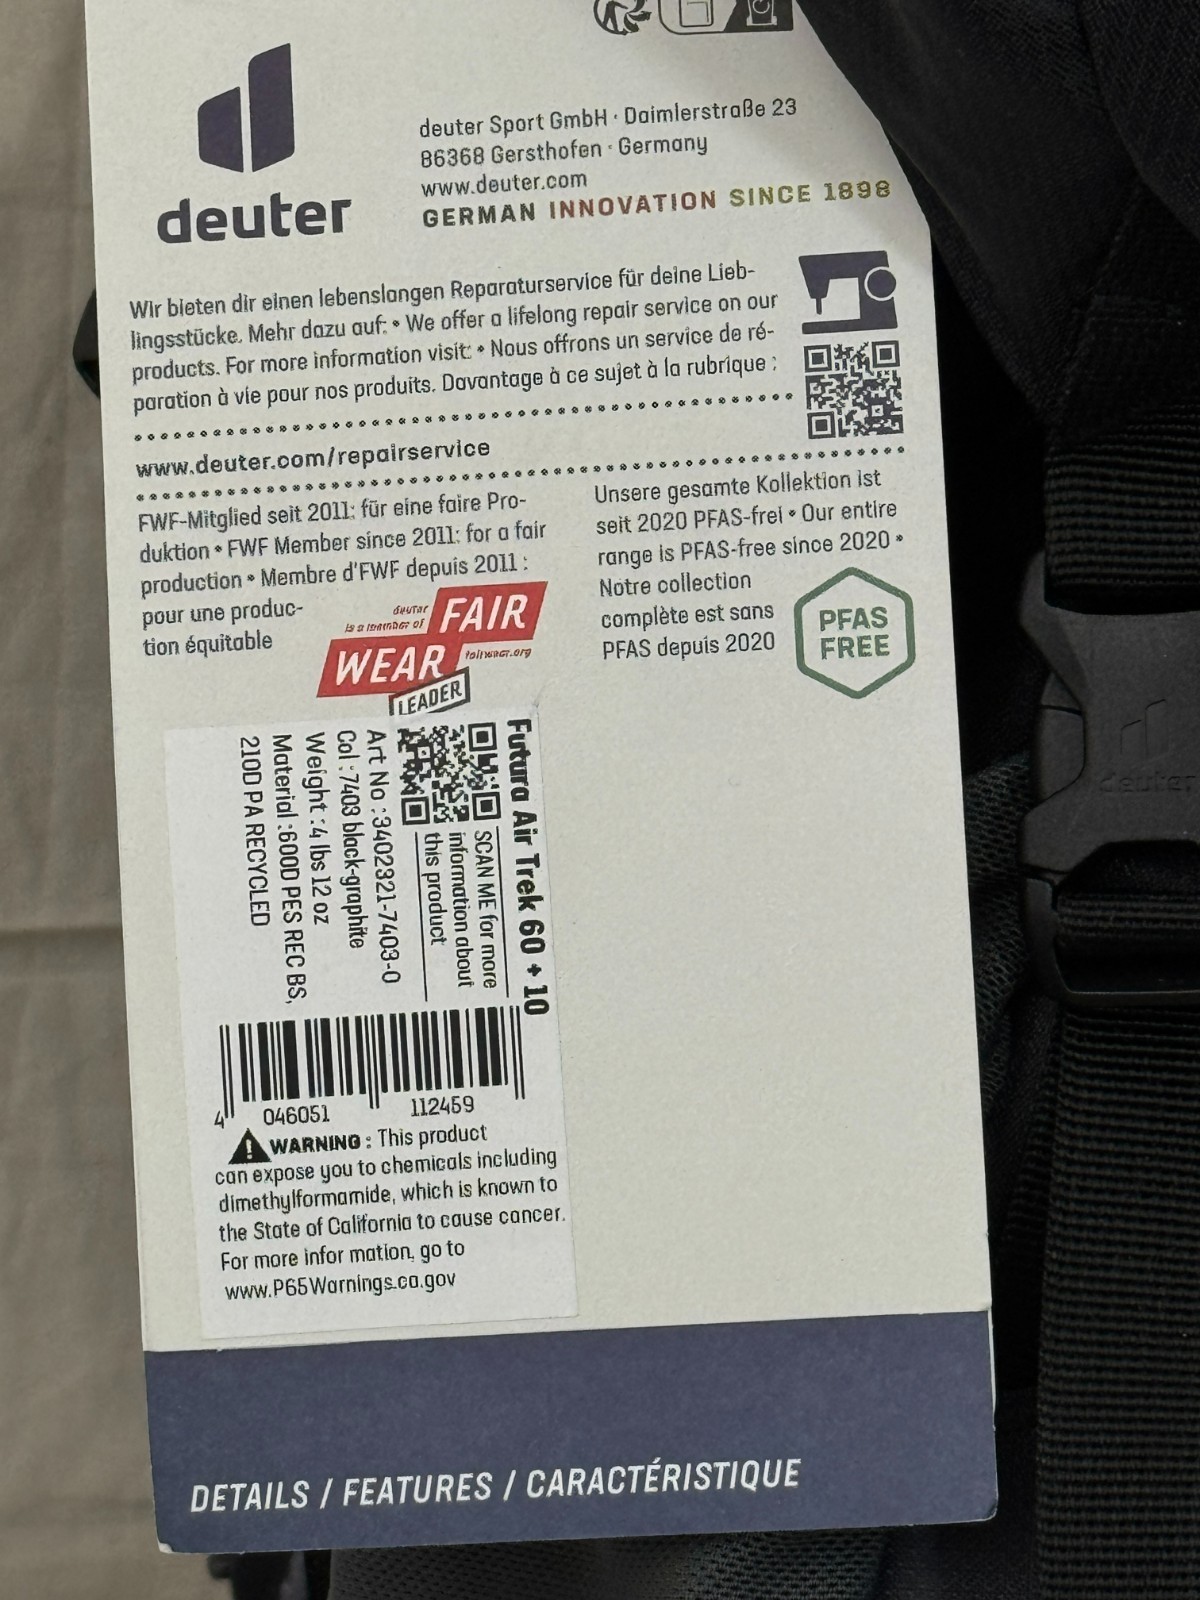 deuter
deuter Sport GmbH · Daimlerstraße 23
86368 Gersthofen · Germany
www.deuter.com
GERMAN INNOVATION SINCE 1898
Wir bieten dir einen lebenslangen Reparaturservice für deine Lieb-
lingsstücke. Mehr dazu auf: • We offer a lifelong repair service on our
products. For more information visit: • Nous offrons un service de ré-
paration à vie pour nos produits. Davantage à ce sujet à la rubrique :
www.deuter.com/repairservice
FWF-Mitglied seit 2011: für eine faire Pro-
duktion • FWF Member since 2011: for a fair
production • Membre d'FWF depuis 2011 :
pour une produc-
tion équitable
deuter
is a member of
FAIR
WEAR
fairwear.org
LEADER
Unsere gesamte Kollektion ist
seit 2020 PFAS-frei • Our entire
range is PFAS-free since 2020 •
Notre collection
complète est sans
PFAS depuis 2020
PFAS
FREE
Futura Air Trek 60 + 10
SCAN ME for more
information about
this product
Art No : 3402321-7403-0
Col : 7403 black-graphite
Weight : 4 lbs 12 oz
Material : 600D PES REC BS,
210D PA RECYCLED
4 046051 112459
WARNING : This product
can expose you to chemicals including
dimethylformamide, which is known to
the State of California to cause cancer.
For more infor mation, go to
www.P65Warnings.ca.gov
DETAILS / FEATURES / CARACTÉRISTIQUE
deuter